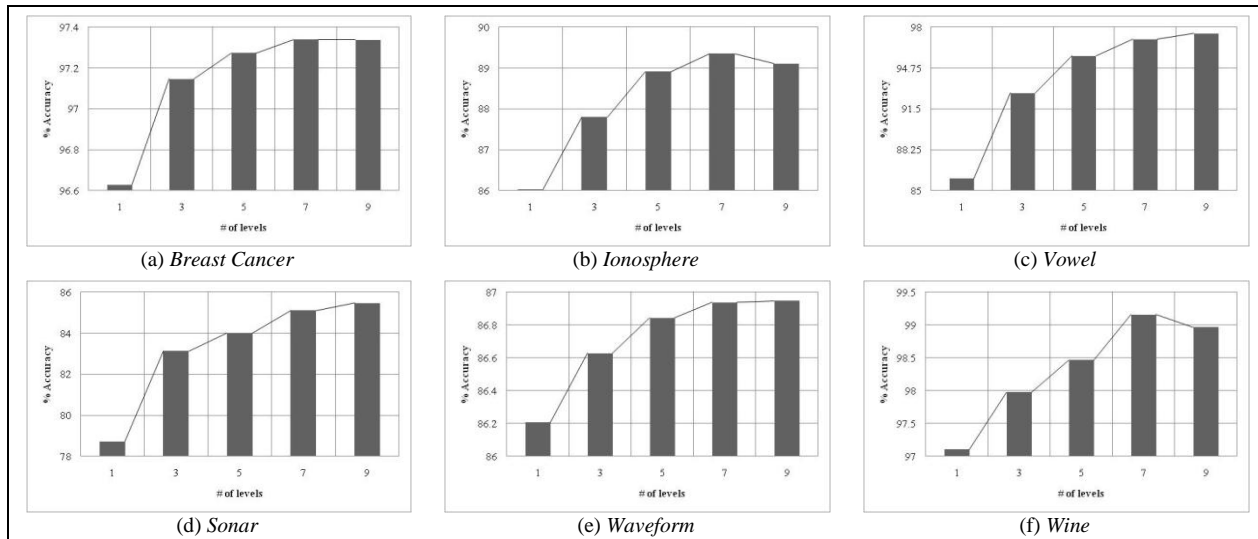 97.4
97.2
97
96.8
96.6
% Accuracy
1 3 5 7 9
# of levels
(a) Breast Cancer
90
89
88
87
86
% Accuracy
1 3 5 7 9
# of levels
(b) Ionosphere
98
94.75
91.5
88.25
85
% Accuracy
1 3 5 7 9
# of levels
(c) Vowel
86
84
82
80
78
% Accuracy
1 3 5 7 9
# of levels
(d) Sonar
87
86.8
86.6
86.4
86.2
86
% Accuracy
1 3 5 7 9
# of levels
(e) Waveform
99.5
99
98.5
98
97.5
97
% Accuracy
1 3 5 7 9
# of levels
(f) Wine